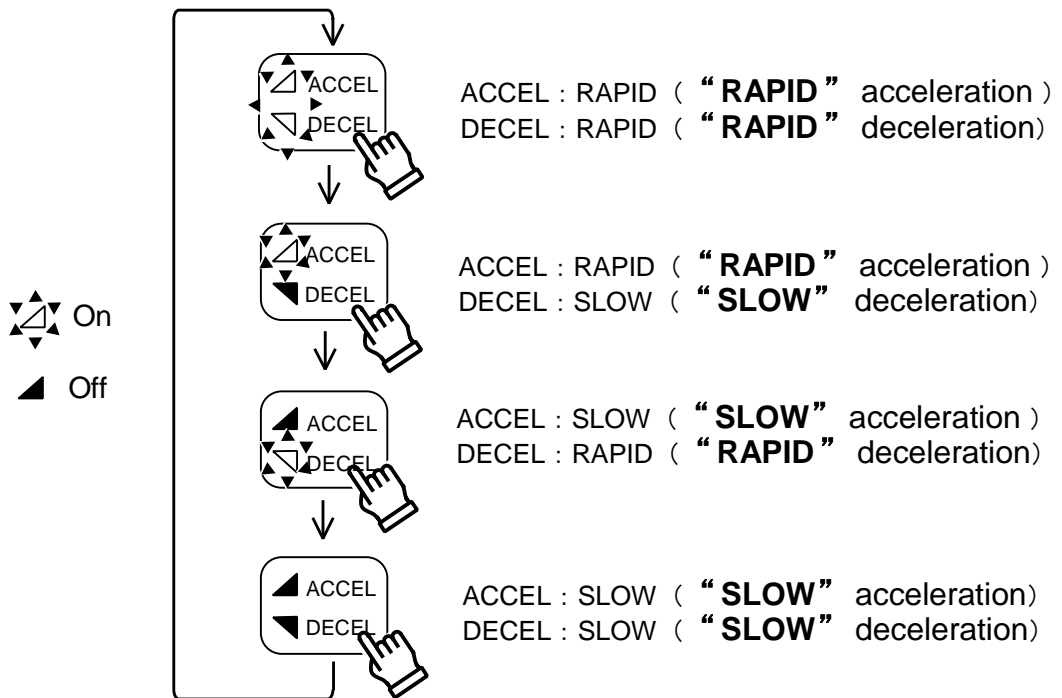 ACCEL
DECEL
ACCEL : RAPID ( “RAPID” acceleration )
DECEL : RAPID ( “RAPID” deceleration)
ACCEL
DECEL
ACCEL : RAPID ( “RAPID” acceleration )
DECEL : SLOW ( “SLOW” deceleration)
On
Off
ACCEL
DECEL
ACCEL : SLOW ( “SLOW” acceleration )
DECEL : RAPID ( “RAPID” deceleration)
ACCEL
DECEL
ACCEL : SLOW ( “SLOW” acceleration)
DECEL : SLOW ( “SLOW” deceleration)